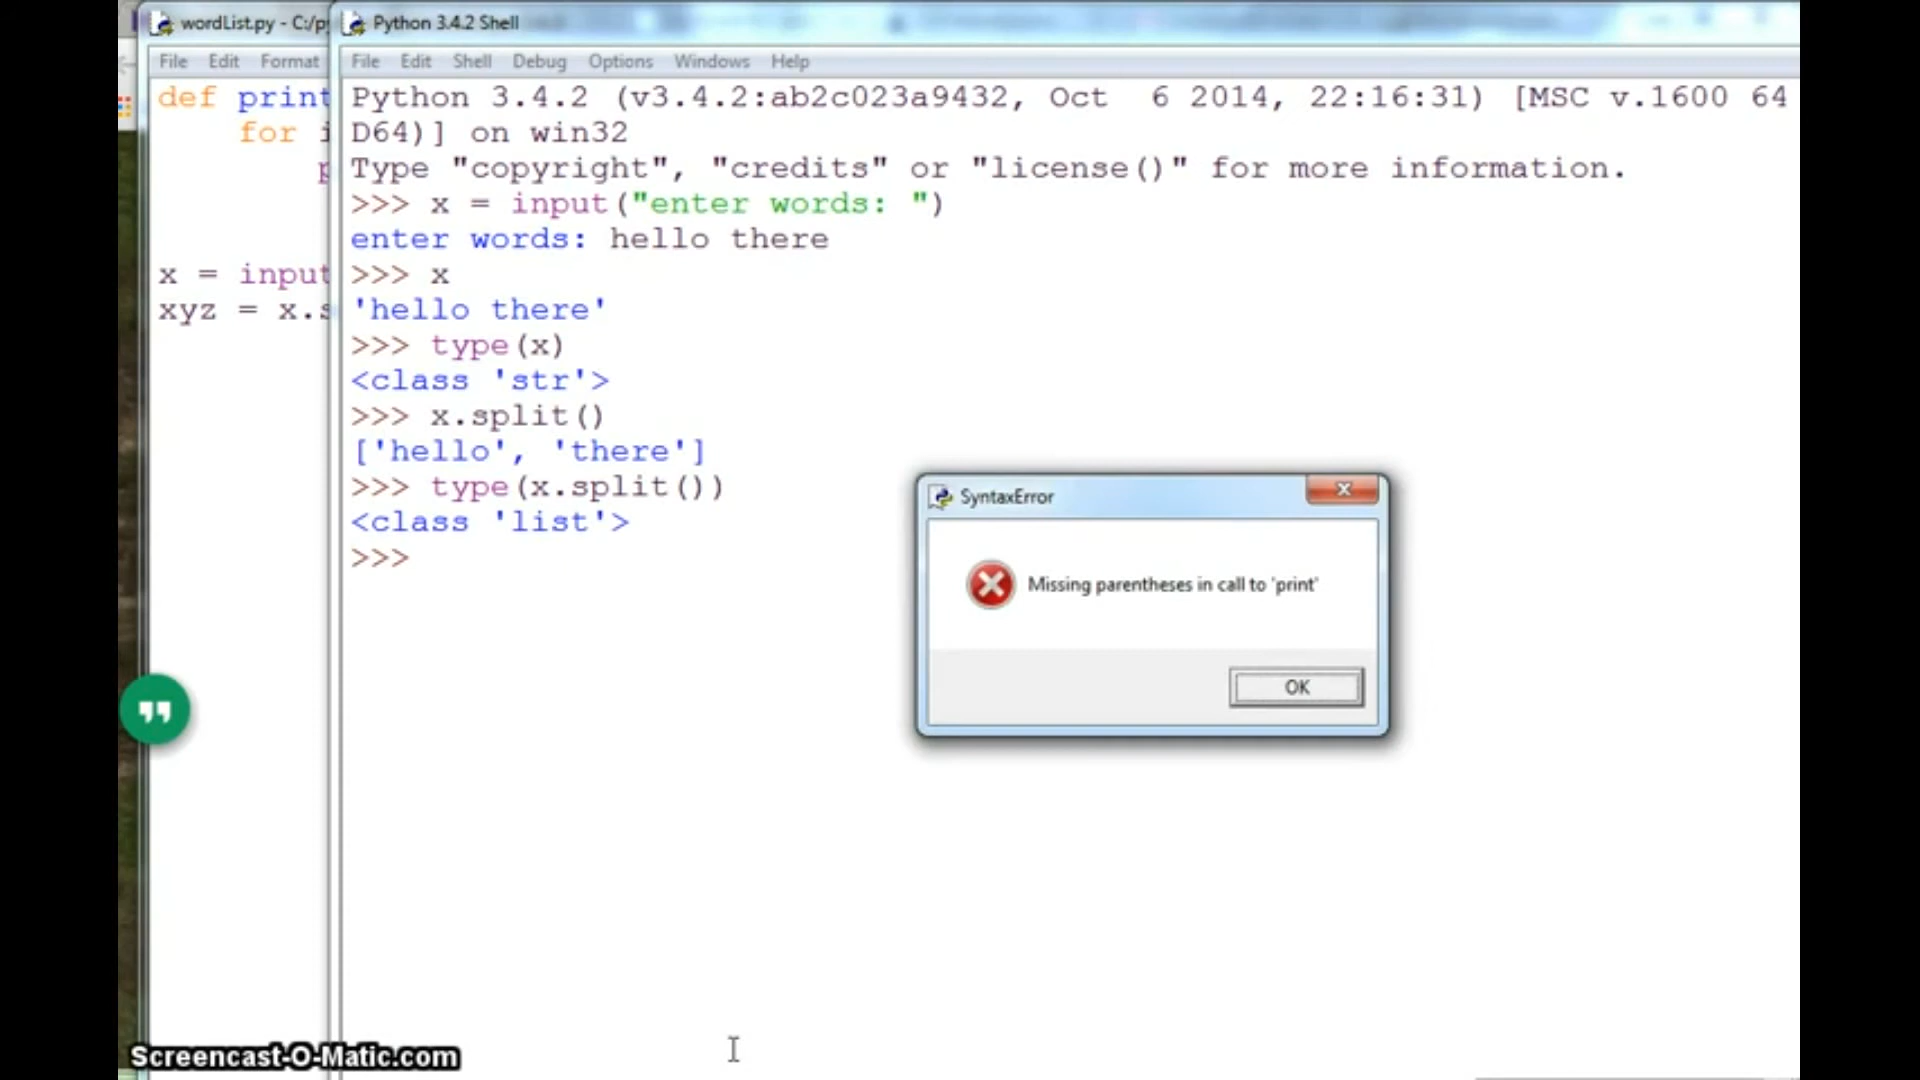 wordList.py - C:/py
File Edit Format
def print
for i
p
x = input
xyz = x.s
Python 3.4.2 Shell
File Edit Shell Debug Options Windows Help
Python 3.4.2 (v3.4.2:ab2c023a9432, Oct 6 2014, 22:16:31) [MSC v.1600 64
D64)] on win32
Type "copyright", "credits" or "license()" for more information.
>>> x = input("enter words: ")
enter words: hello there
>>> x
'hello there'
>>> type(x)
<class 'str'>
>>> x.split()
['hello', 'there']
>>> type(x.split())
<class 'list'>
>>>
SyntaxError
Missing parentheses in call to 'print'
OK
Screencast-O-Matic.com